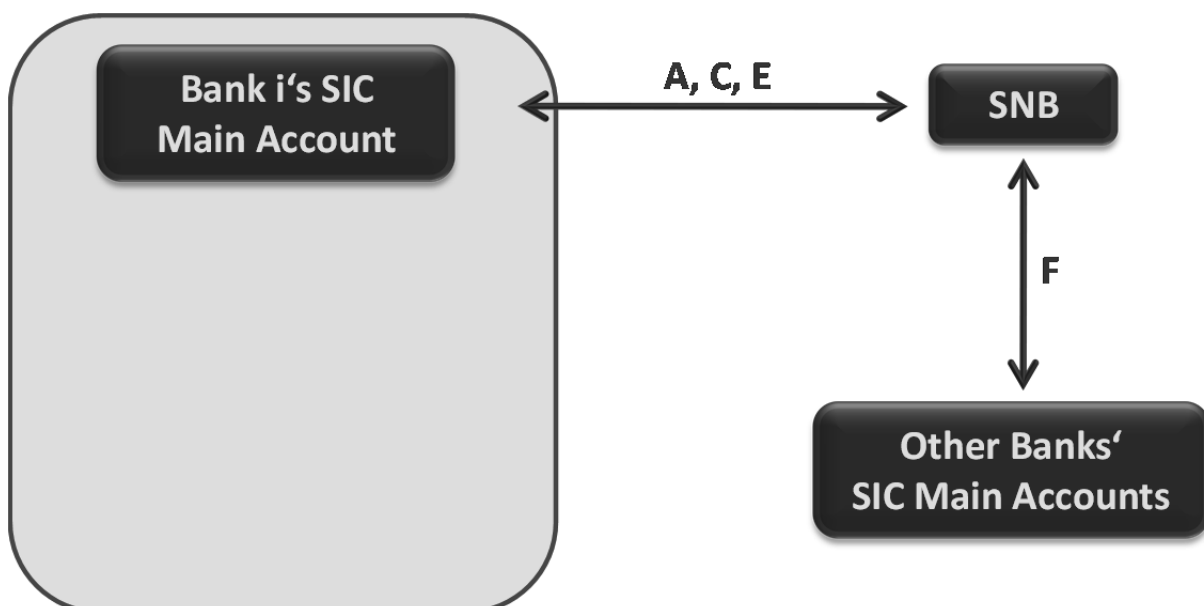 Bank i‘s SIC
Main Account
A, C, E
SNB
F
Other Banks‘
SIC Main Accounts